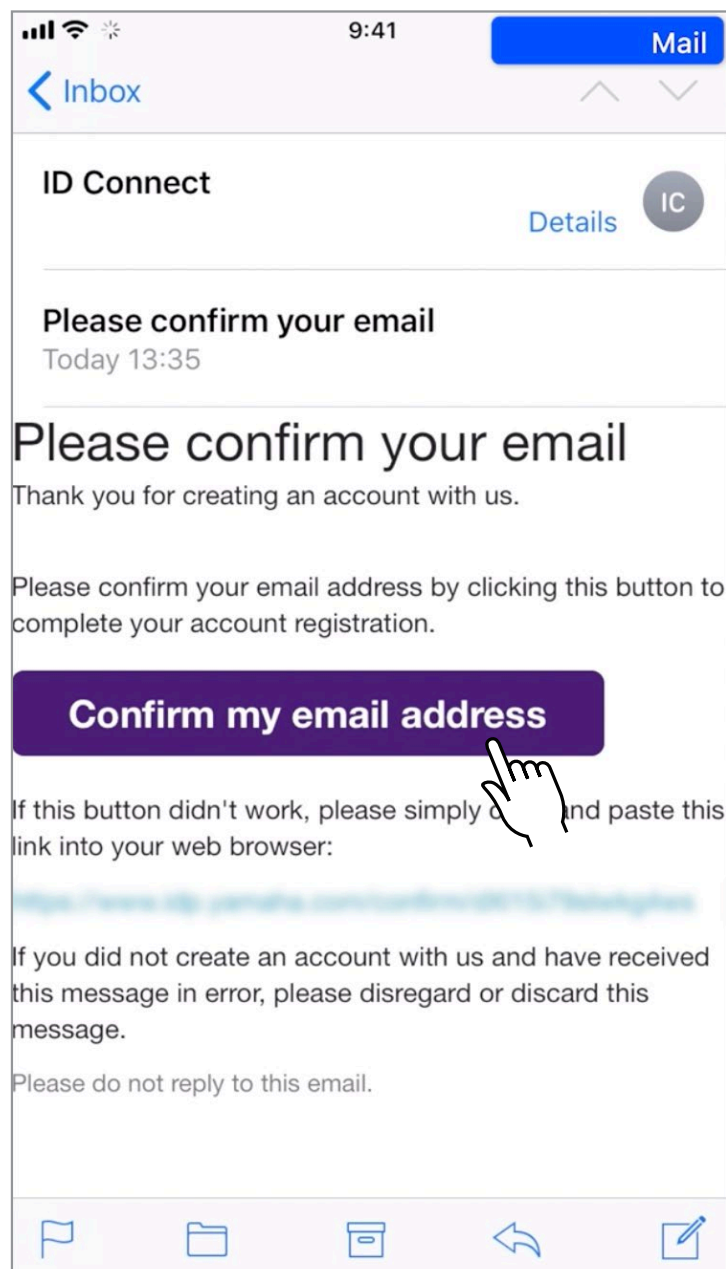 9:41
Mail
Inbox
ID Connect
IC
Details
Please confirm your email
Today 13:35
Please confirm your email
Thank you for creating an account with us.
Please confirm your email address by clicking this button to
complete your account registration.
Confirm my email address
If this button didn't work, please simply and paste this
link into your web browser:
If you did not create an account with us and have received
this message in error, please disregard or discard this
message.
Please do not reply to this email.